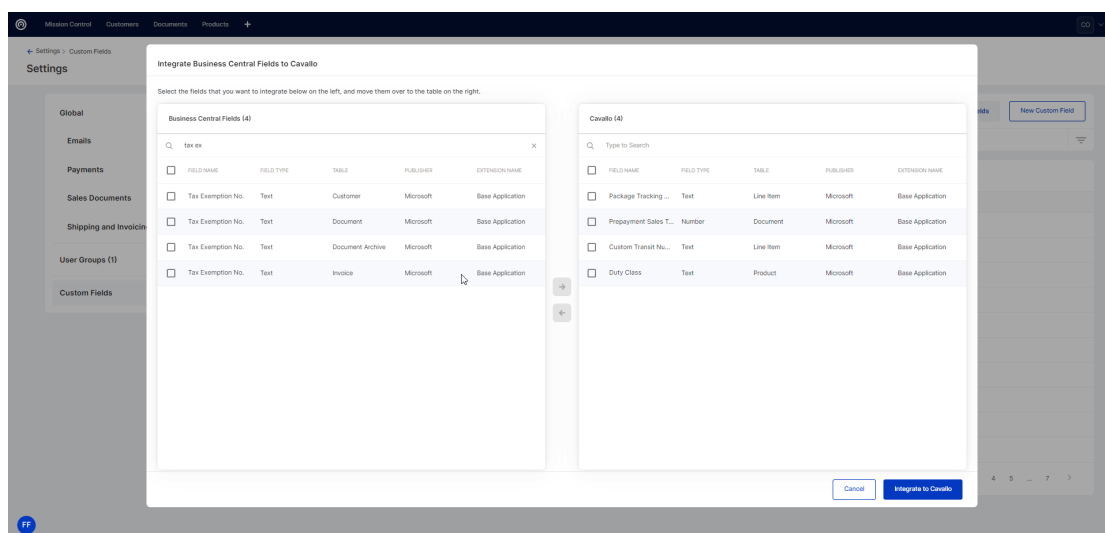 Mission Control Customers Documents Products + CO
← Settings > Custom Fields
Settings
Global
Emails
Payments
Sales Documents
Shipping and Invoicin
User Groups (1)
Custom Fields
New Custom Field
Integrate Business Central Fields to Cavallo
Select the fields that you want to integrate below on the left, and move them over to the table on the right.
Business Central Fields (4)
tax ex
FIELD NAME FIELD TYPE TABLE PUBLISHER EXTENSION NAME
Tax Exemption No. Text Customer Microsoft Base Application
Tax Exemption No. Text Document Microsoft Base Application
Tax Exemption No. Text Document Archive Microsoft Base Application
Tax Exemption No. Text Invoice Microsoft Base Application
Cavallo (4)
Type to Search
FIELD NAME FIELD TYPE TABLE PUBLISHER EXTENSION NAME
Package Tracking ... Text Line Item Microsoft Base Application
Prepayment Sales T... Number Document Microsoft Base Application
Custom Transit Nu... Text Line Item Microsoft Base Application
Duty Class Text Product Microsoft Base Application
4 5 ... 7 >
Cancel Integrate to Cavallo
FF